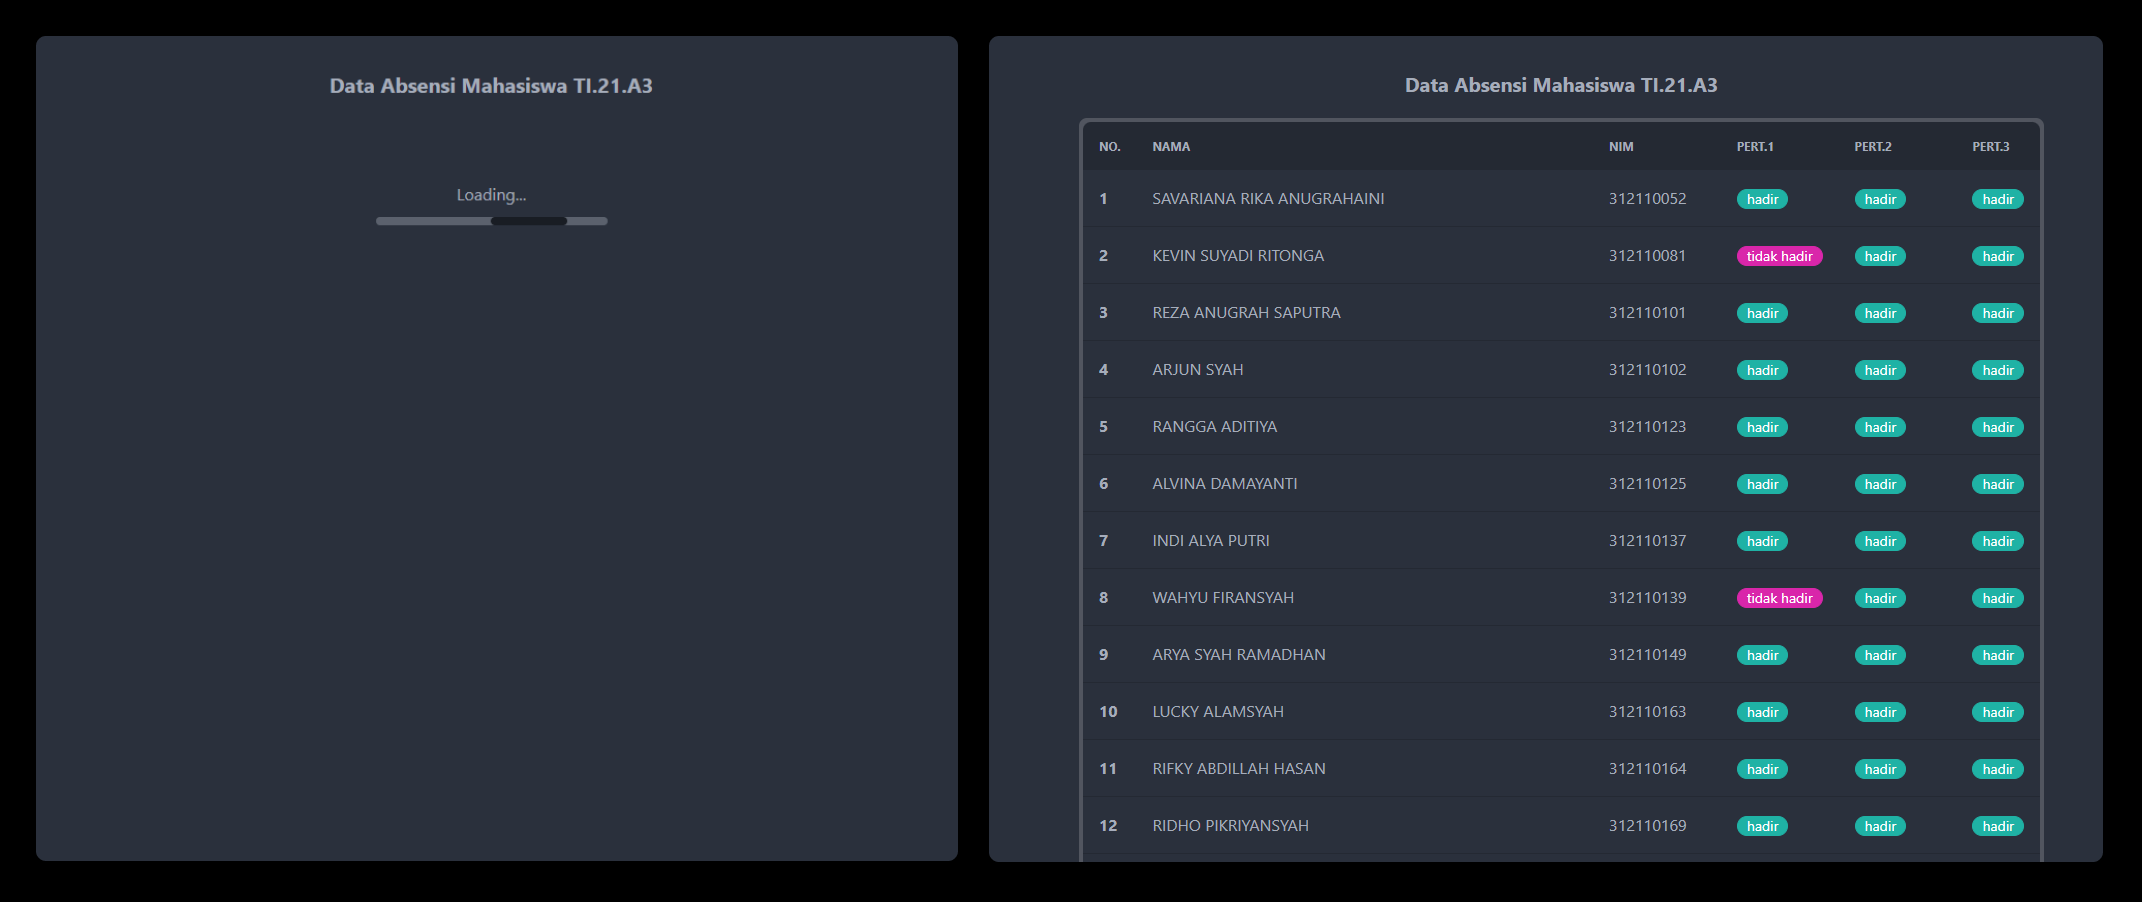 Data Absensi Mahasiswa TI.21.A3
Loading...
Data Absensi Mahasiswa TI.21.A3
NO. NAMA NIM PERT.1 PERT.2 PERT.3
1 SAVARIANA RIKA ANUGRAHAINI 312110052 hadir hadir hadir
2 KEVIN SUYADI RITONGA 312110081 tidak hadir hadir hadir
3 REZA ANUGRAH SAPUTRA 312110101 hadir hadir hadir
4 ARJUN SYAH 312110102 hadir hadir hadir
5 RANGGA ADITIYA 312110123 hadir hadir hadir
6 ALVINA DAMAYANTI 312110125 hadir hadir hadir
7 INDI ALYA PUTRI 312110137 hadir hadir hadir
8 WAHYU FIRANSYAH 312110139 tidak hadir hadir hadir
9 ARYA SYAH RAMADHAN 312110149 hadir hadir hadir
10 LUCKY ALAMSYAH 312110163 hadir hadir hadir
11 RIFKY ABDILLAH HASAN 312110164 hadir hadir hadir
12 RIDHO PIKRIYANSYAH 312110169 hadir hadir hadir